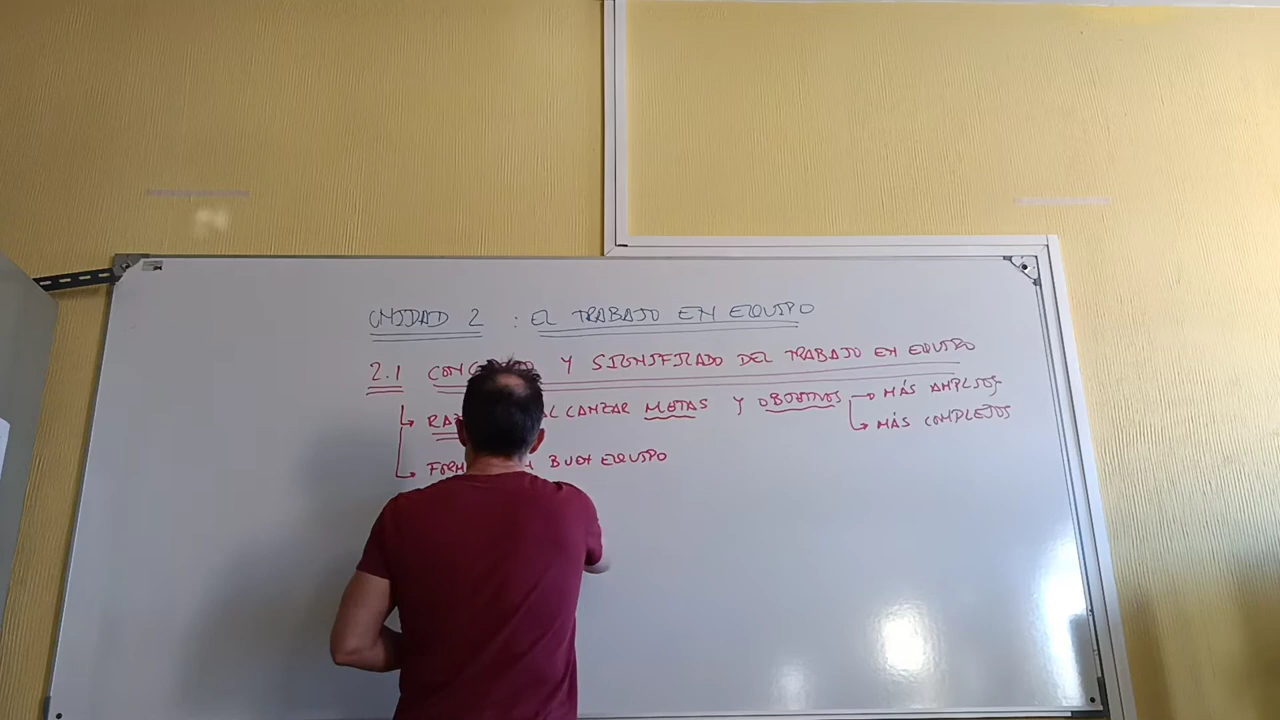 UNIDAD 2 : EL TRABAJO EN EQUIPO
2.1 Y SIGNIFICADO DEL TRABAJO EN EQUIPO
ALCANZAR METAS Y OBJETIVOS → MÁS AMPLIOS
→ MÁS COMPLEJOS
BUEN EQUIPO